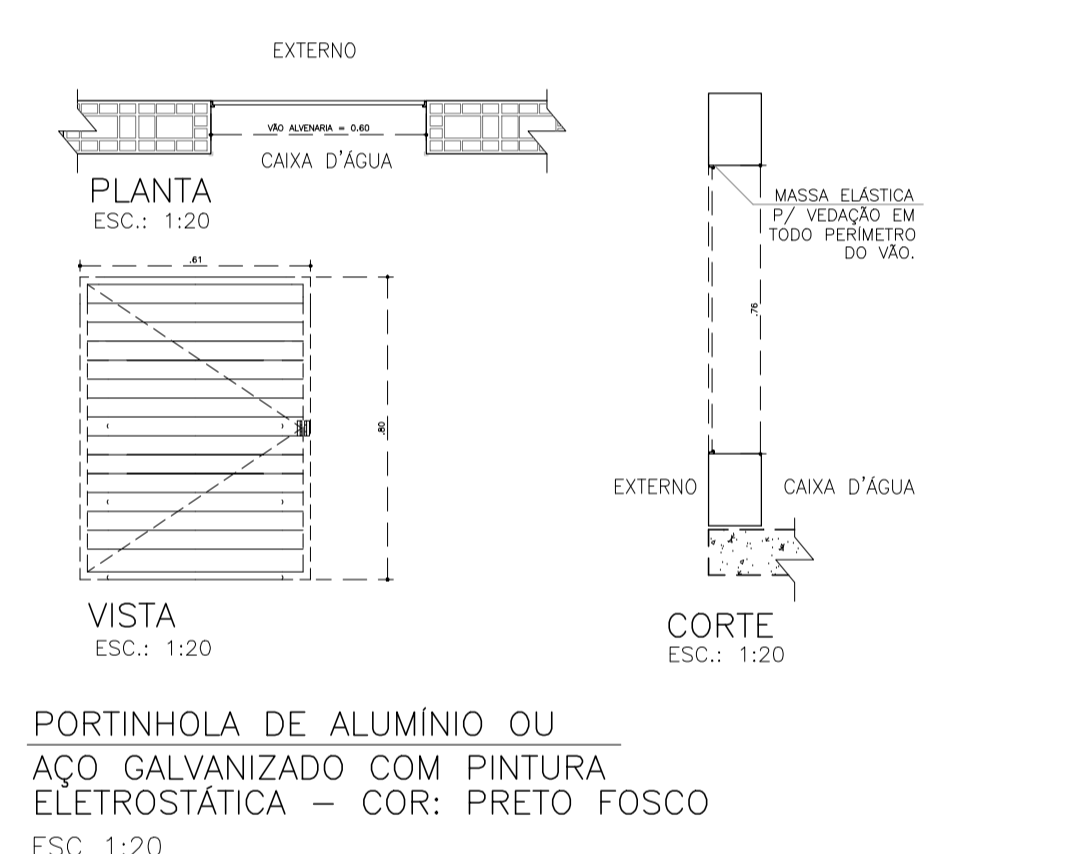 EXTERNO
VÃO ALVENARIA = 0.60
CAIXA D'ÁGUA
PLANTA
ESC.: 1:20
.61
.80
VISTA
ESC.: 1:20
MASSA ELÁSTICA
P/ VEDAÇÃO EM
TODO PERÍMETRO
DO VÃO.
.76
EXTERNO
CAIXA D'ÁGUA
CORTE
ESC.: 1:20
PORTINHOLA DE ALUMÍNIO OU
AÇO GALVANIZADO COM PINTURA
ELETROSTÁTICA – COR: PRETO FOSCO
ESC 1:20